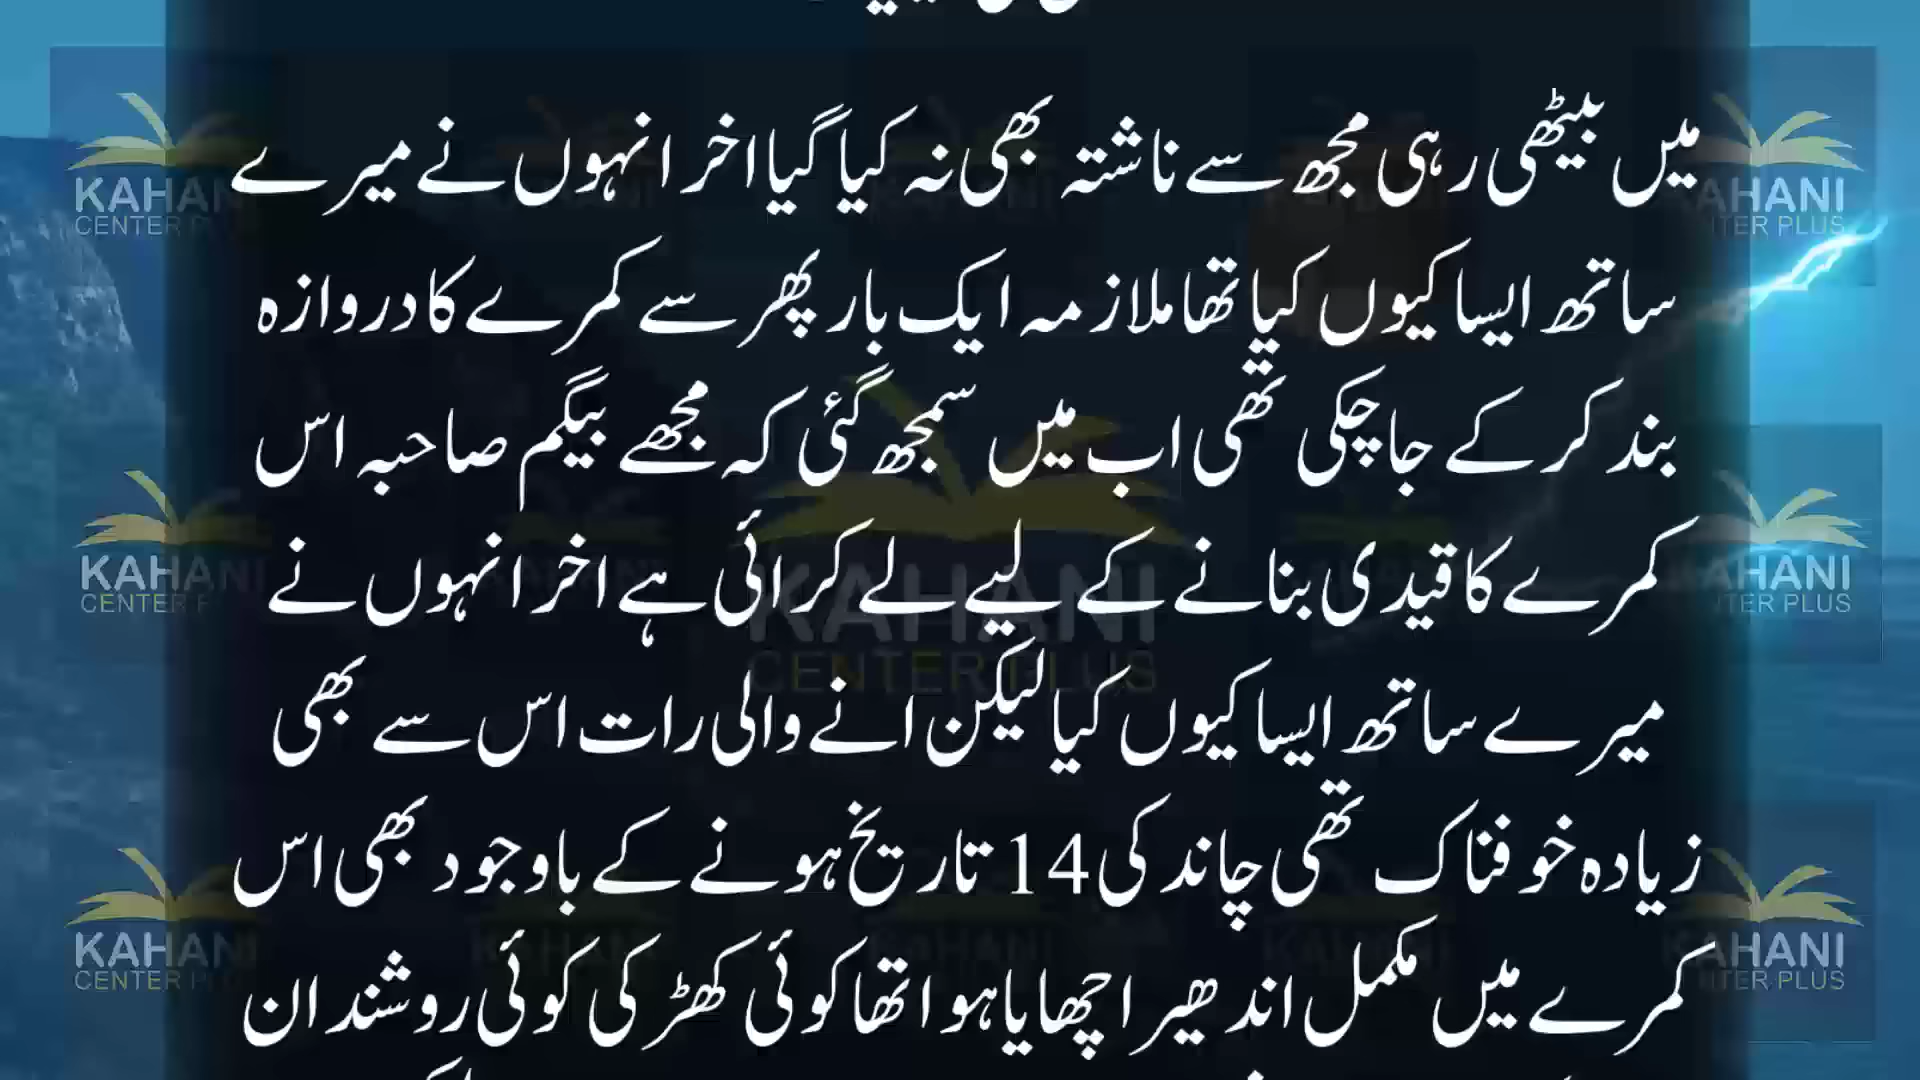 میں بیٹھی رہی مجھ سے ناشتہ بھی نہ کیا گیا اخر انہوں نے میرے
ساتھ ایسا کیوں کیا تھا ملازمہ ایک بار پھر سے کمرے کا دروازہ
بند کر کے جا چکی تھی اب میں سمجھ گئی کہ مجھے بیگم صاحبہ اس
کمرے کا قیدی بنانے کے لیے لے کر ائی ہے اخر انہوں نے
میرے ساتھ ایسا کیوں کیا لیکن انے والی رات اس سے بھی
زیادہ خوفناک تھی چاند کی 14 تاریخ ہونے کے باوجود بھی اس
کمرے میں مکمل اندھیرا چھایا ہوا تھا کوئی کھڑکی کوئی روشندان
KAHANI
CENTER PLUS